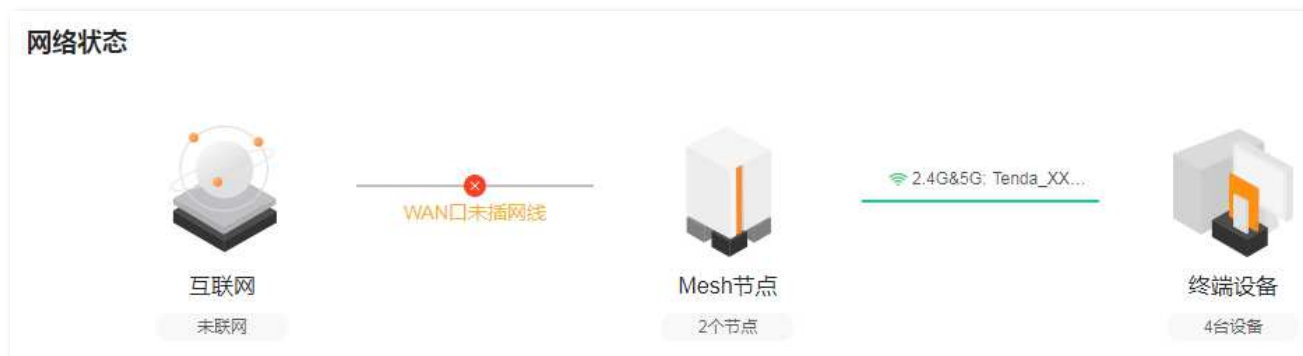 网络状态
2.4G&5G: Tenda_XX...
WAN口未插网线
互联网
Mesh节点
终端设备
未联网
2个节点
4台设备